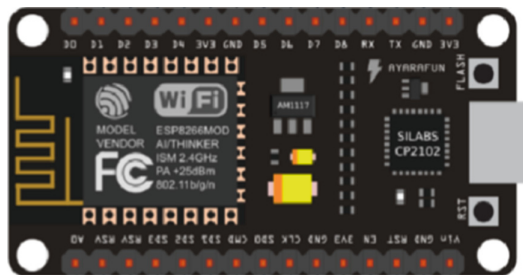 D0 D1 D2 D3 D4 3V3 GND D5 D6 D7 D8 RX TX GND 3V3
AYARAFUN
FLASH
WiFi
MODEL
VENDOR
ESP8266MOD
AI/THINKER
ISM 2.4GHz
PA +25dBm
802.11b/g/n
FC
AM1117
SILABS
CP2102
RST
A0 RSV RSV SD3 SD2 SD1 CMD SD0 CLK GND 3V3 EN RST GND Vin